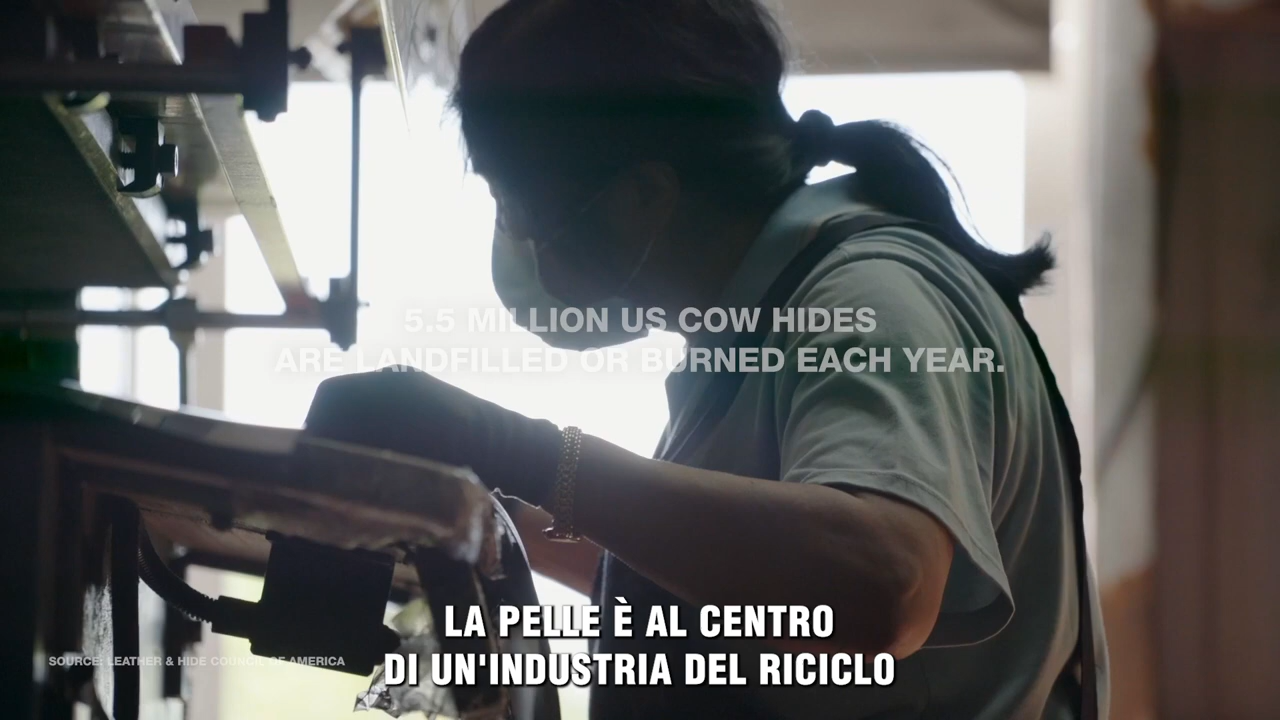 5.5 MILLION US COW HIDES
ARE LANDFILLED OR BURNED EACH YEAR.
LA PELLE È AL CENTRO
DI UN'INDUSTRIA DEL RICICLO
SOURCE: LEATHER & HIDE COUNCIL OF AMERICA